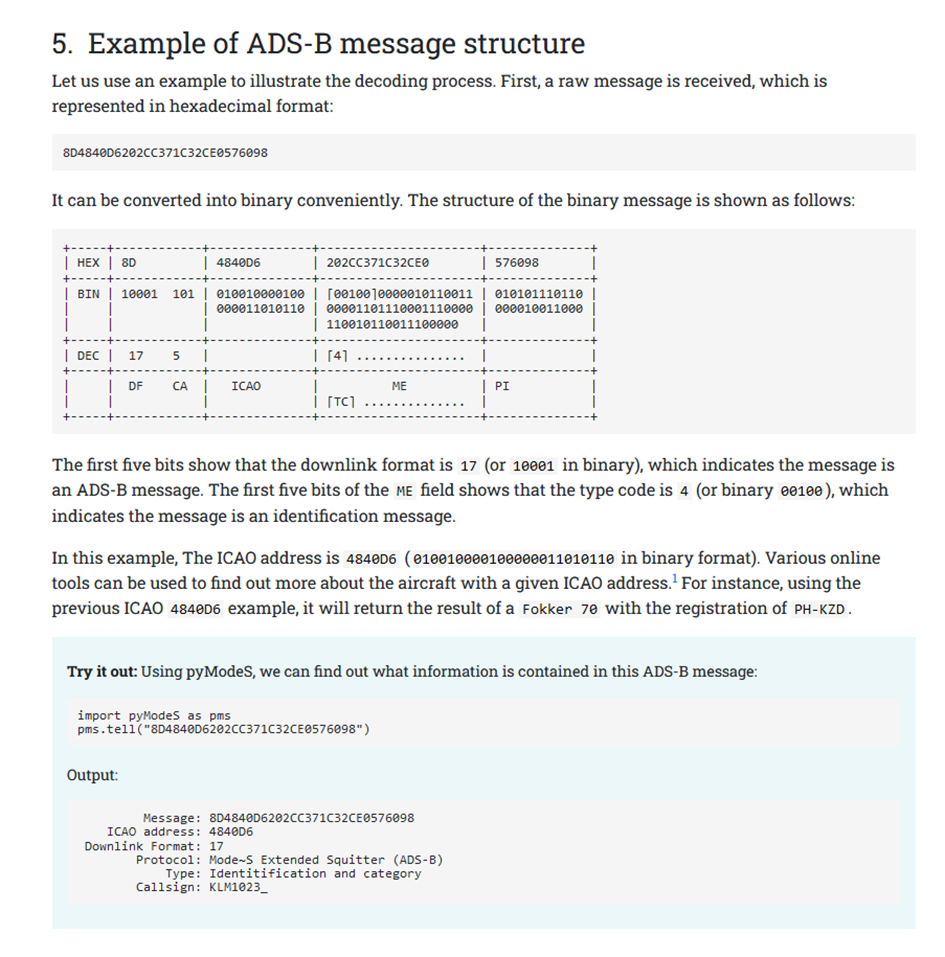 5. Example of ADS-B message structure
Let us use an example to illustrate the decoding process. First, a raw message is received, which is
represented in hexadecimal format:
8D4840D6202CC371C32CE0576098
It can be converted into binary conveniently. The structure of the binary message is shown as follows:
+-----+------------+--------------+-----------------------+--------------+
| HEX | 8D         | 4840D6       | 202CC371C32CE0        | 576098       |
+-----+------------+--------------+-----------------------+--------------+
| BIN | 10001  101 | 010010000100 | [00100]0000010110011  | 010101110110 |
|     |            | 000011010110 | 00001101110001110000  | 000010011000 |
|     |            |              | 110010110011100000    |              |
+-----+------------+--------------+-----------------------+--------------+
| DEC |  17    5   |              | [4] ...............   |              |
+-----+------------+--------------+-----------------------+--------------+
|     |  DF    CA  |   ICAO       |          ME           | PI           |
|     |            |              | [TC] ..............   |              |
+-----+------------+--------------+-----------------------+--------------+
The first five bits show that the downlink format is 17 (or 10001 in binary), which indicates the message is
an ADS-B message. The first five bits of the ME field shows that the type code is 4 (or binary 00100), which
indicates the message is an identification message.
In this example, The ICAO address is 4840D6 (010010000100000011010110 in binary format). Various online
tools can be used to find out more about the aircraft with a given ICAO address.1 For instance, using the
previous ICAO 4840D6 example, it will return the result of a Fokker 70 with the registration of PH-KZD.
Try it out: Using pyModeS, we can find out what information is contained in this ADS-B message:
import pyModeS as pms
pms.tell("8D4840D6202CC371C32CE0576098")
Output:
Message: 8D4840D6202CC371C32CE0576098
ICAO address: 4840D6
Downlink Format: 17
Protocol: Mode~S Extended Squitter (ADS-B)
Type: Identitification and category
Callsign: KLM1023_